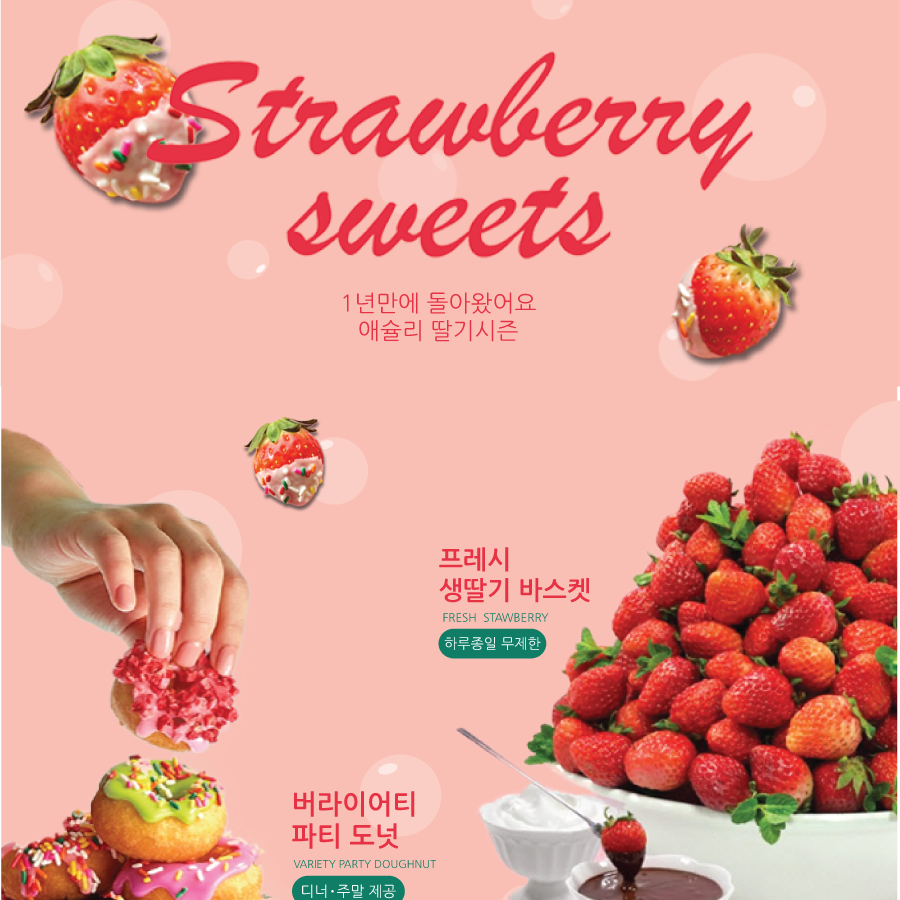 Strawberry
sweets
1년만에 돌아왔어요
애슐리 딸기시즌
프레시
생딸기 바스켓
FRESH STAWBERRY
하루종일 무제한
버라이어티
파티 도넛
VARIETY PARTY DOUGHNUT
디너•주말 제공